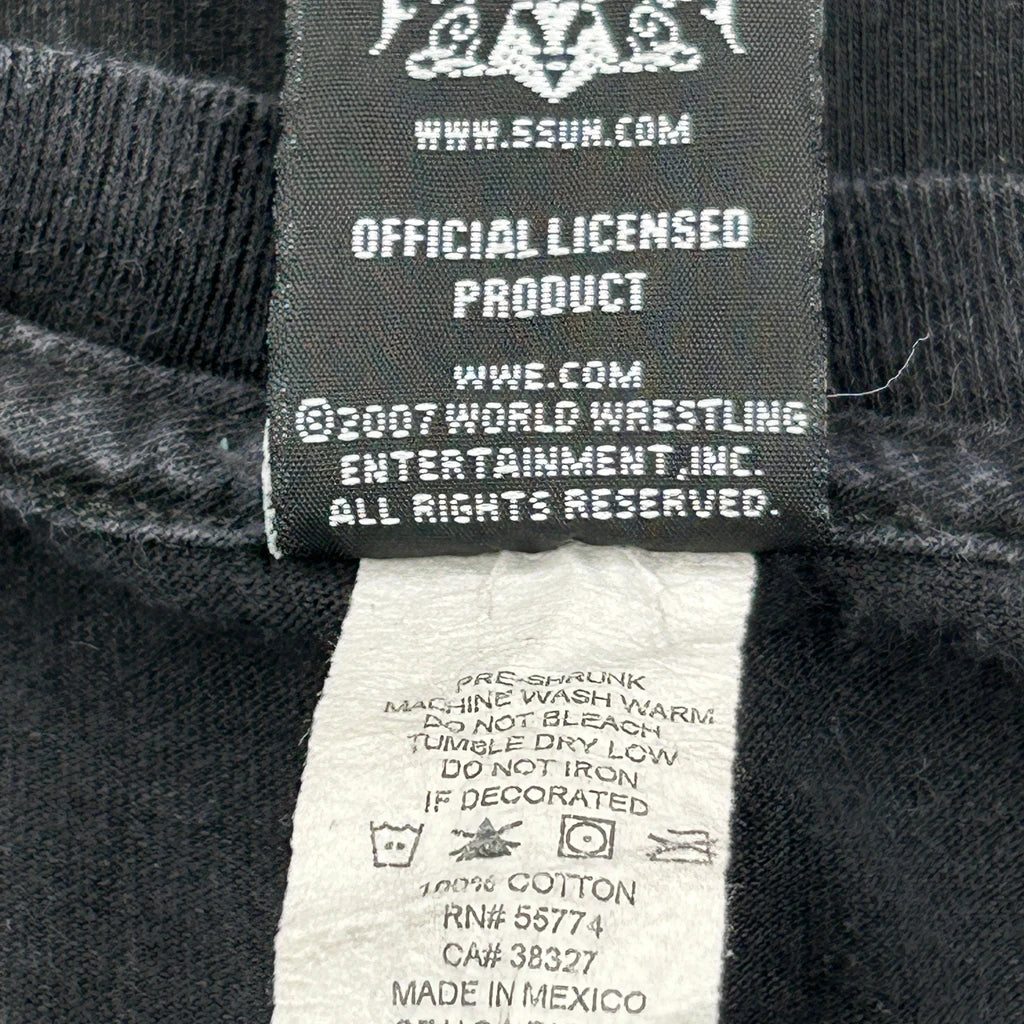 WWW.SSUR.COM
OFFICIAL LICENSED
PRODUCT
WWE.COM
©2007 WORLD WRESTLING
ENTERTAINMENT, INC.
ALL RIGHTS RESERVED.
PRE-SHRUNK
MACHINE WASH WARM
DO NOT BLEACH
TUMBLE DRY LOW
DO NOT IRON
IF DECORATED
100% COTTON
RN# 55774
CA# 38327
MADE IN MEXICO